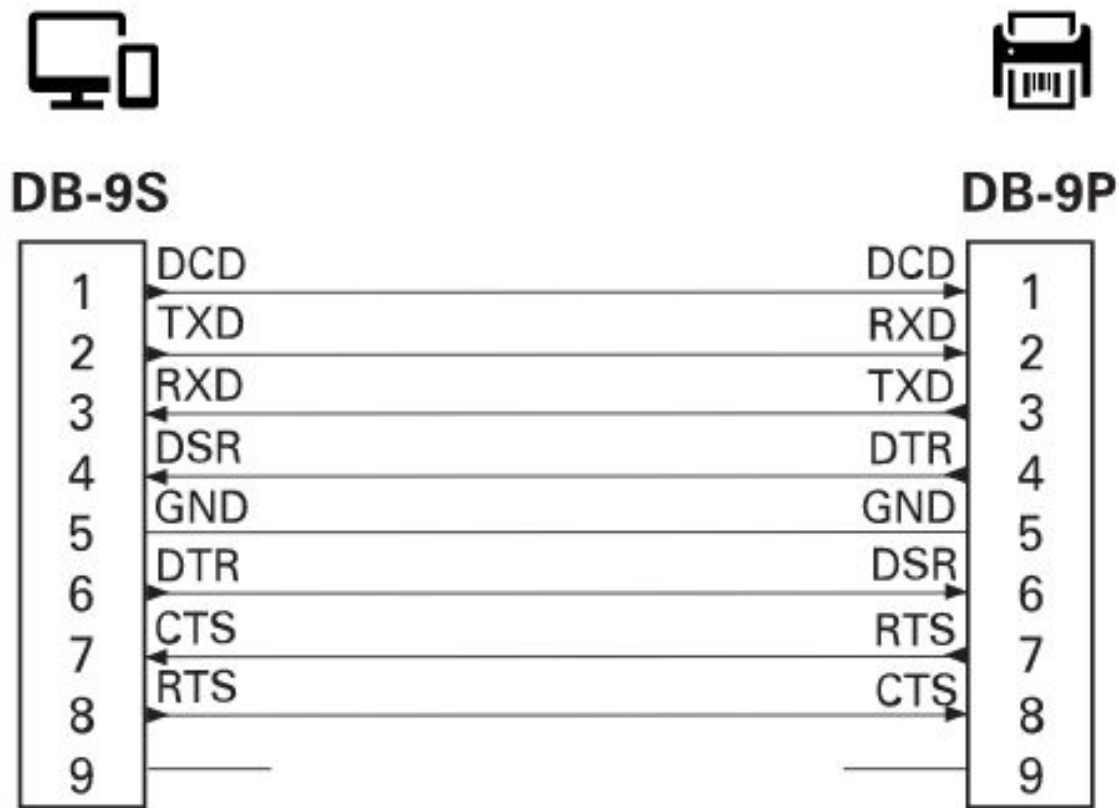 DB-9S DB-9P
DCD DCD
1 1
TXD RXD
2 2
RXD TXD
3 3
DSR DTR
4 4
GND GND
5 5
DTR DSR
6 6
CTS RTS
7 7
RTS CTS
8 8
9 9